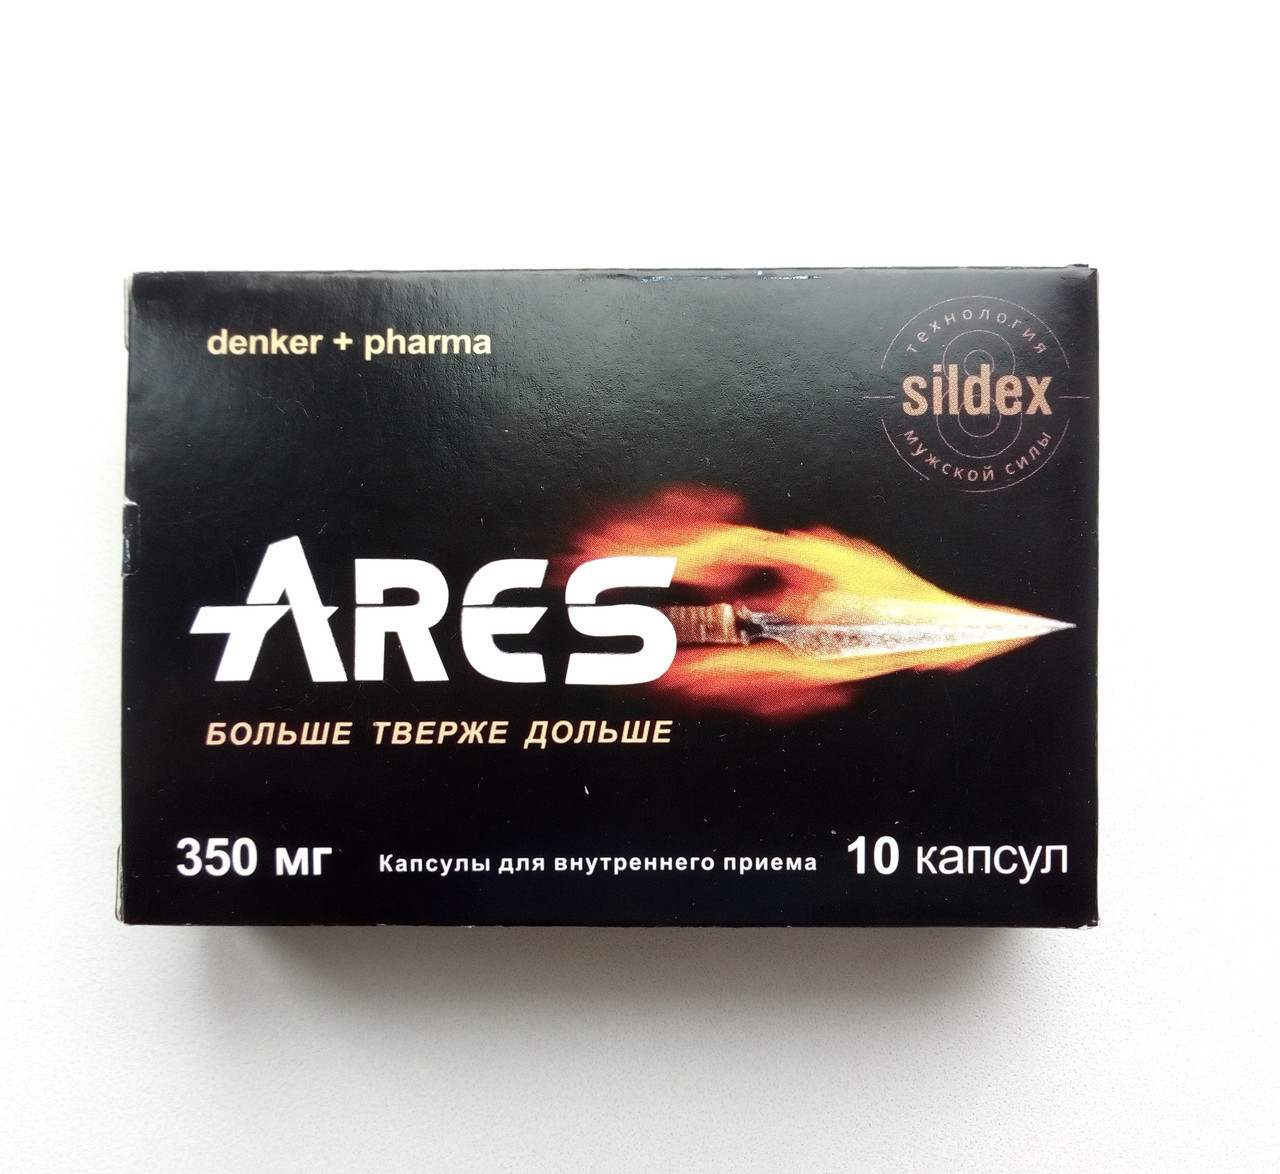 denker + pharma
технология
sildex
мужской силы
ARES
БОЛЬШЕ ТВЕРЖЕ ДОЛЬШЕ
350 мг Капсулы для внутреннего приема 10 капсул